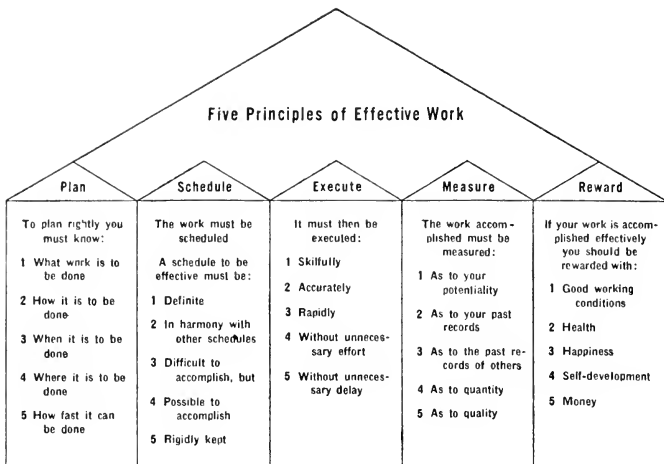 Five Principles of Effective Work
Plan
To plan rightly you
must know:
1 What work is to
be done
2 How it is to be
done
3 When it is to be
done
4 Where it is to be
done
5 How fast it can
be done
Schedule
The work must be
scheduled
A schedule to be
effective must be:
1 Definite
2 In harmony with
other schedules
3 Difficult to
accomplish, but
4 Possible to
accomplish
5 Rigidly kept
Execute
It must then be
executed:
1 Skilfully
2 Accurately
3 Rapidly
4 Without unneces-
sary effort
5 Without unneces-
sary delay
Measure
The work accom-
plished must be
measured:
1 As to your
potentiality
2 As to your past
records
3 As to the past re-
cords of others
4 As to quantity
5 As to quality
Reward
If your work is accom-
plished effectively
you should be
rewarded with:
1 Good working
conditions
2 Health
3 Happiness
4 Self-development
5 Money